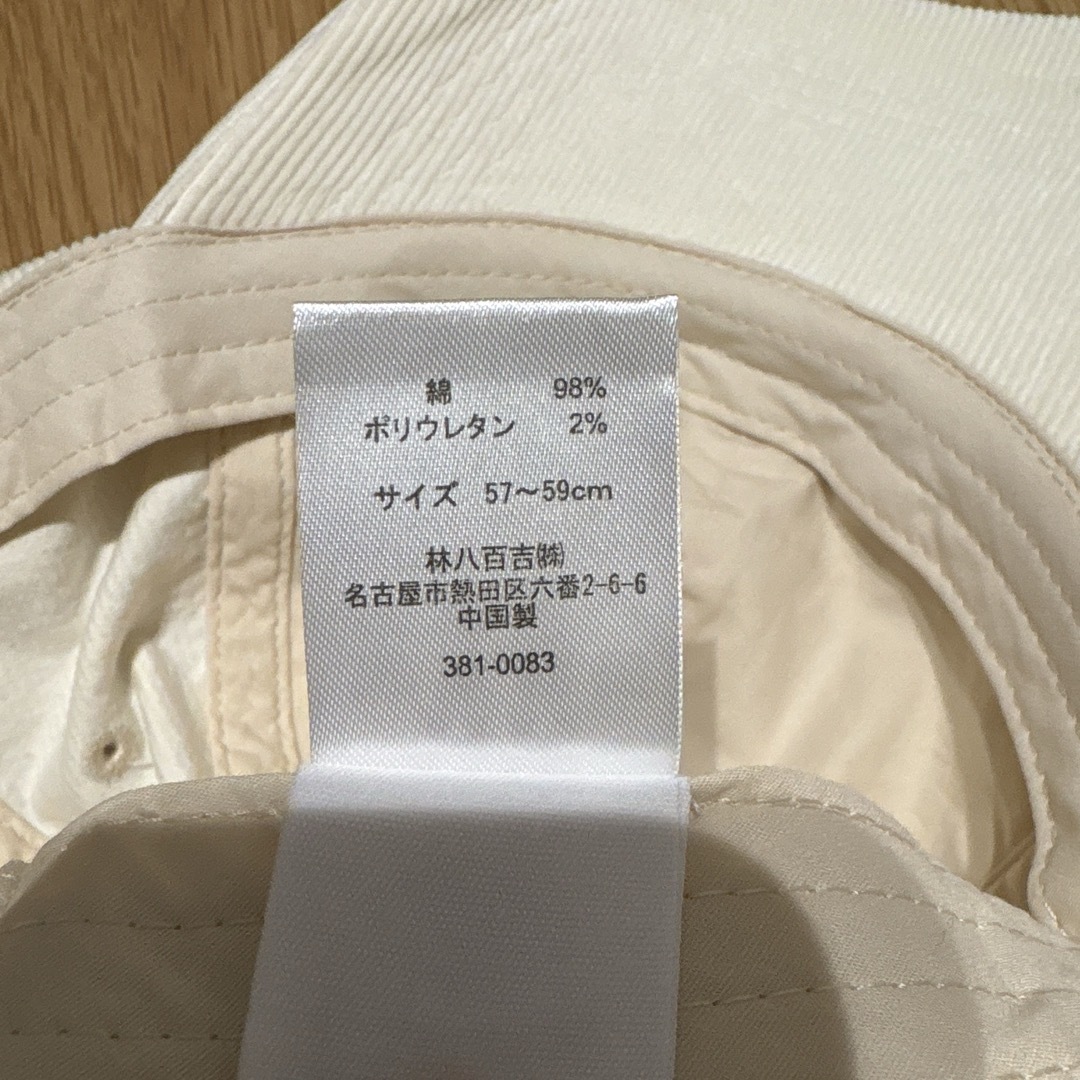 綿 98%
ポリウレタン 2%
サイズ 57〜59cm
林八百吉㈱
名古屋市熱田区六番2-6-6
中国製
381-0083